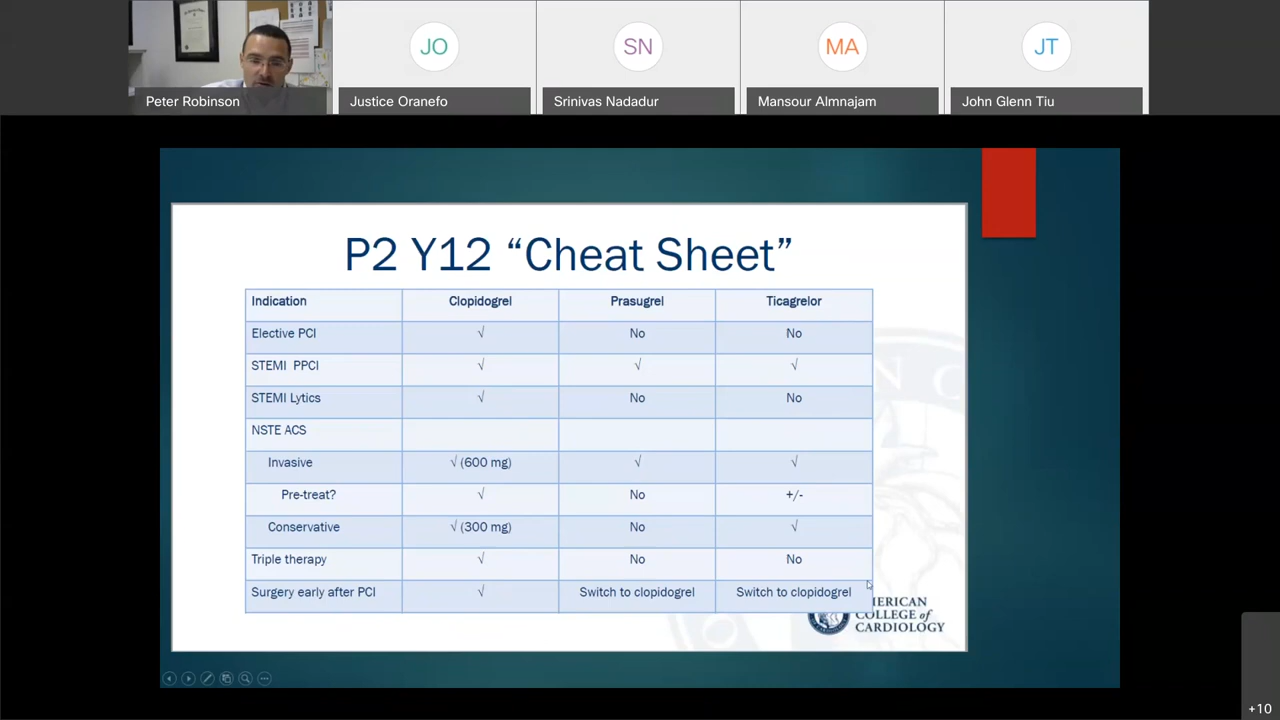 JO
SN
MA
JT
Peter Robinson
Justice Oranefo
Srinivas Nadadur
Mansour Almnajam
John Glenn Tiu
P2 Y12 “Cheat Sheet”
Indication Clopidogrel Prasugrel Ticagrelor
Elective PCI √ No No
STEMI PPCI √ √ √
STEMI Lytics √ No No
NSTE ACS
Invasive √ (600 mg) √ √
Pre-treat? √ No +/-
Conservative √ (300 mg) No √
Triple therapy √ No No
Surgery early after PCI √ Switch to clopidogrel Switch to clopidogrel
ERICAN
COLLEGE of
CARDIOLOGY
+10